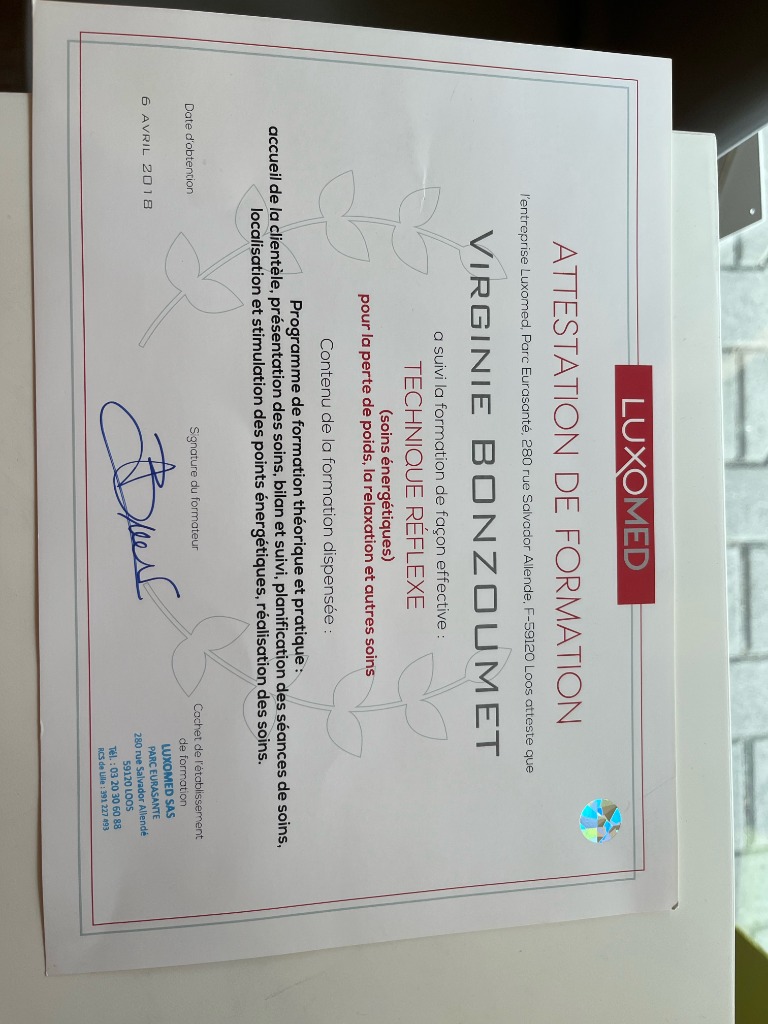 LUXOMED
ATTESTATION DE FORMATION
l'entreprise Luxomed, Parc Eurasanté, 280 rue Salvador Allende, F-59120 Loos atteste que
VIRGINIE BONZOUMET
a suivi la formation de façon effective :
TECHNIQUE RÉFLEXE
(soins énergétiques)
pour la perte de poids, la relaxation et autres soins
Contenu de la formation dispensée :
Programme de formation théorique et pratique :
accueil de la clientèle, présentation des soins, bilan et suivi, planification des séances de soins,
localisation et stimulation des points énergétiques, réalisation des soins.
Date d'obtention
6 AVRIL 2018
Signature du formateur
Cachet de l'établissement
de formation
LUXOMED SAS
PARC EURASANTE
280 rue Salvador Allendé
59120 LOOS
Tél. : 03 20 30 60 88
RCS de Lille : 391 227 493